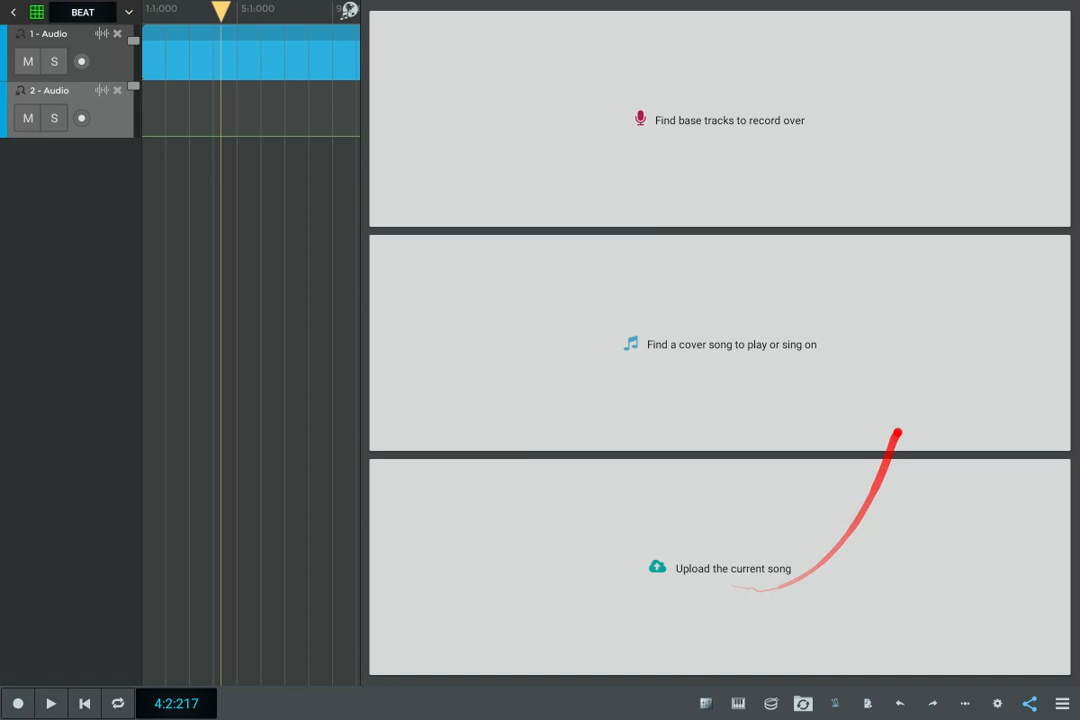 BEAT
1:1:000
5:1:000
9
1 - Audio
M
S
2 - Audio
M
S
Find base tracks to record over
Find a cover song to play or sing on
Upload the current song
4:2:217